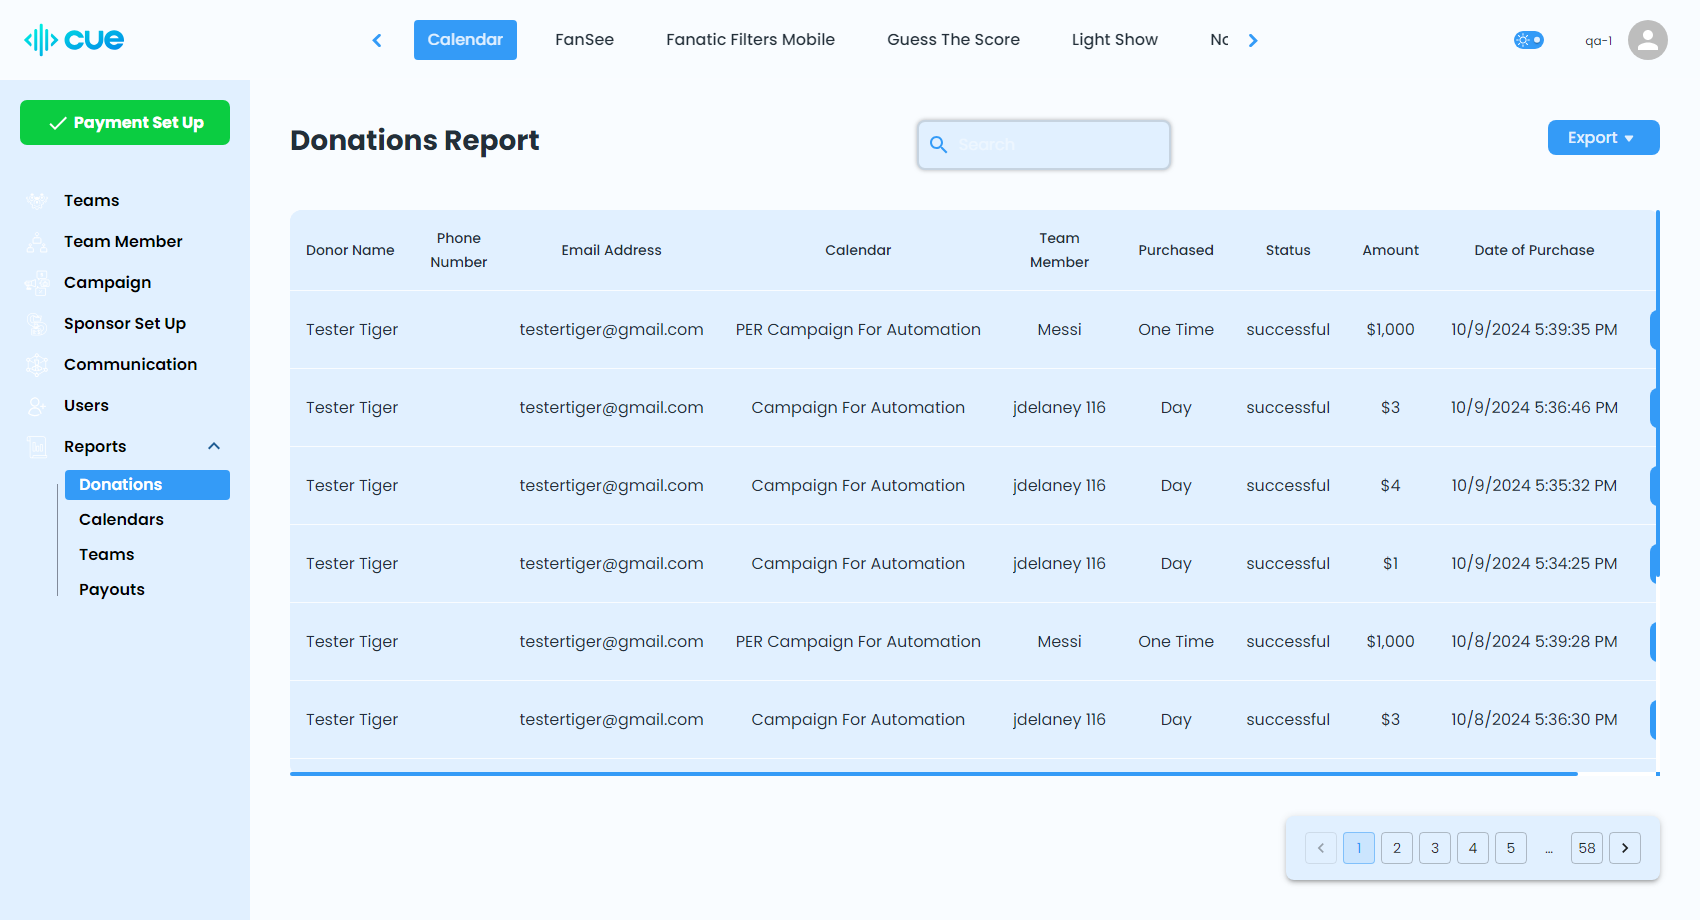 cue
Calendar
FanSee
Fanatic Filters Mobile
Guess The Score
Light Show
qa-1
Payment Set Up
Teams
Team Member
Campaign
Sponsor Set Up
Communication
Users
Reports
Donations
Calendars
Teams
Payouts
Donations Report
Search
Export
Donor Name Phone Number Email Address Calendar Team Member Purchased Status Amount Date of Purchase
Tester Tiger testertiger@gmail.com PER Campaign For Automation Messi One Time successful $1,000 10/9/2024 5:39:35 PM
Tester Tiger testertiger@gmail.com Campaign For Automation jdelaney 116 Day successful $3 10/9/2024 5:36:46 PM
Tester Tiger testertiger@gmail.com Campaign For Automation jdelaney 116 Day successful $4 10/9/2024 5:35:32 PM
Tester Tiger testertiger@gmail.com Campaign For Automation jdelaney 116 Day successful $1 10/9/2024 5:34:25 PM
Tester Tiger testertiger@gmail.com PER Campaign For Automation Messi One Time successful $1,000 10/8/2024 5:39:28 PM
Tester Tiger testertiger@gmail.com Campaign For Automation jdelaney 116 Day successful $3 10/8/2024 5:36:30 PM
1 2 3 4 5 ... 58